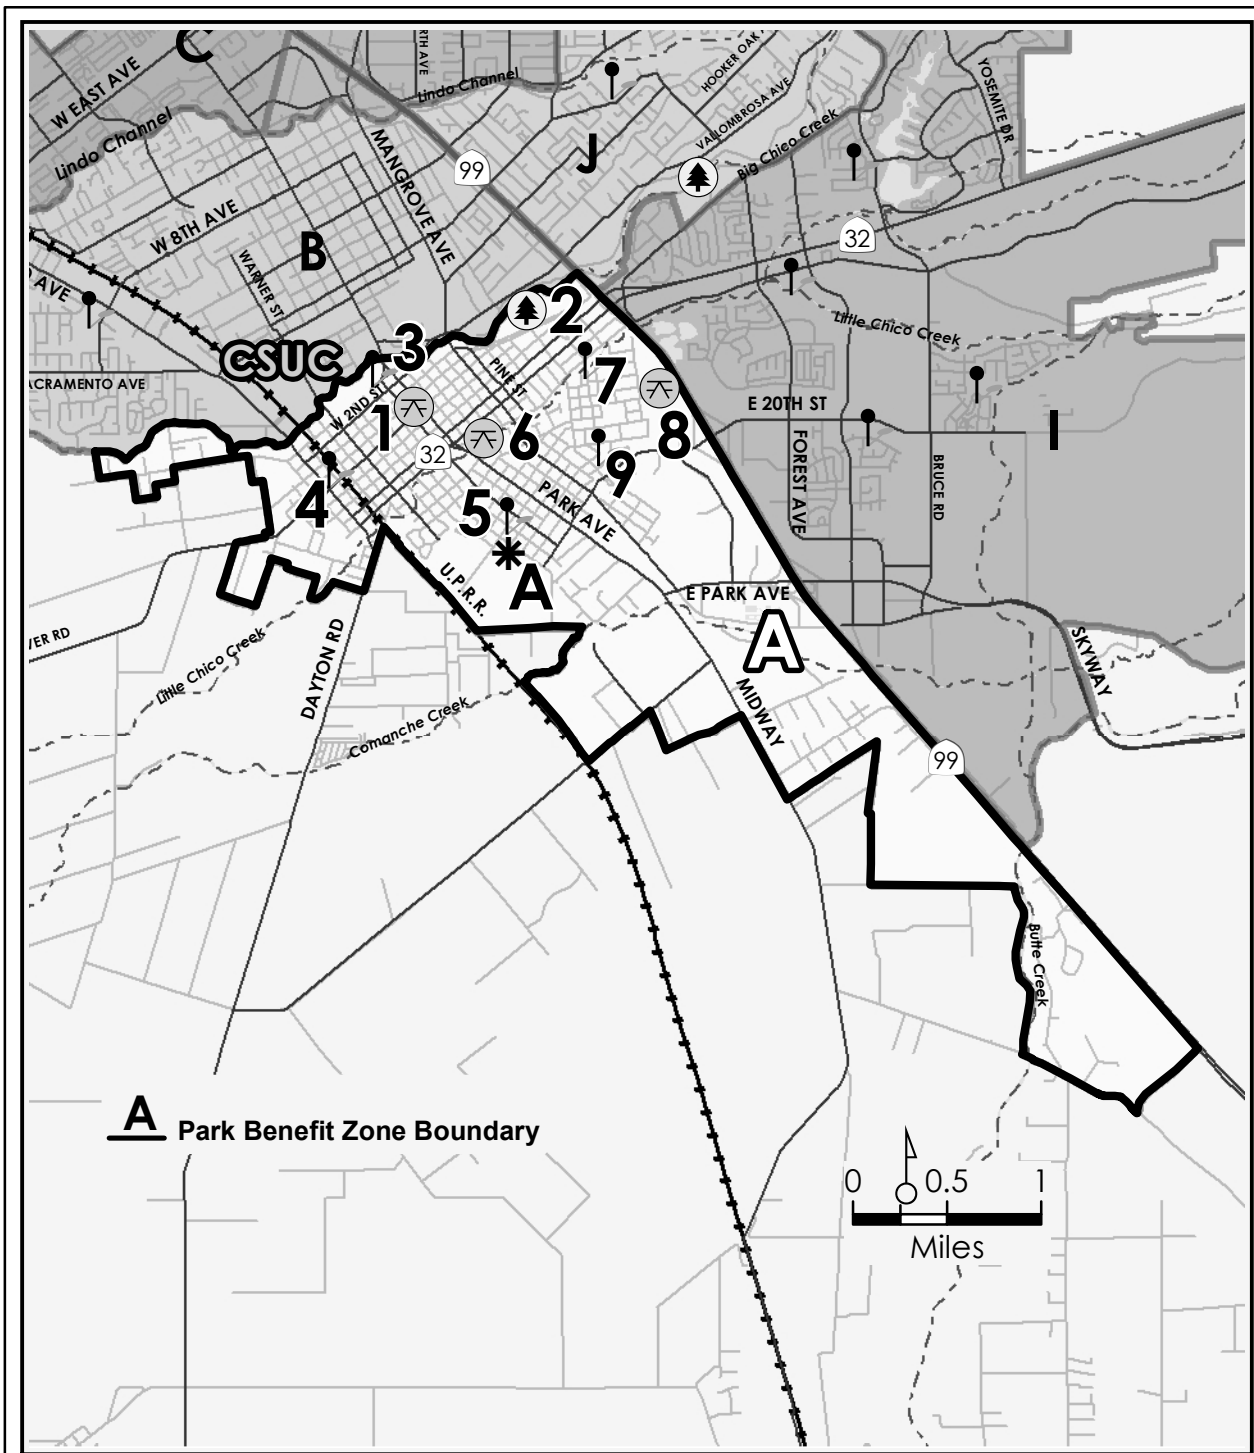 C
W EAST AVE
RTH AVE
Lindo Channel
HOOKER OAK
YOSEMITE DR
Lindo Channel
MANGROVE AVE
VALLOMBROSA AVE
99
J
Big Chico Creek
W 8TH AVE
B
32
WARNER ST
AVE
2
Little Chico Creek
3
CSUC
PINE ST
7
ACRAMENTO AVE
W 2ND ST
1
E 20TH ST
8
I
6
32
FOREST AVE
BRUCE RD
9
4
5
PARK AVE
A
U.P.R.R.
E PARK AVE
A
VER RD
Little Chico Creek
DAYTON RD
SKYWAY
MIDWAY
Comanche Creek
99
Butte Creek
A Park Benefit Zone Boundary
0 0.5 1
Miles